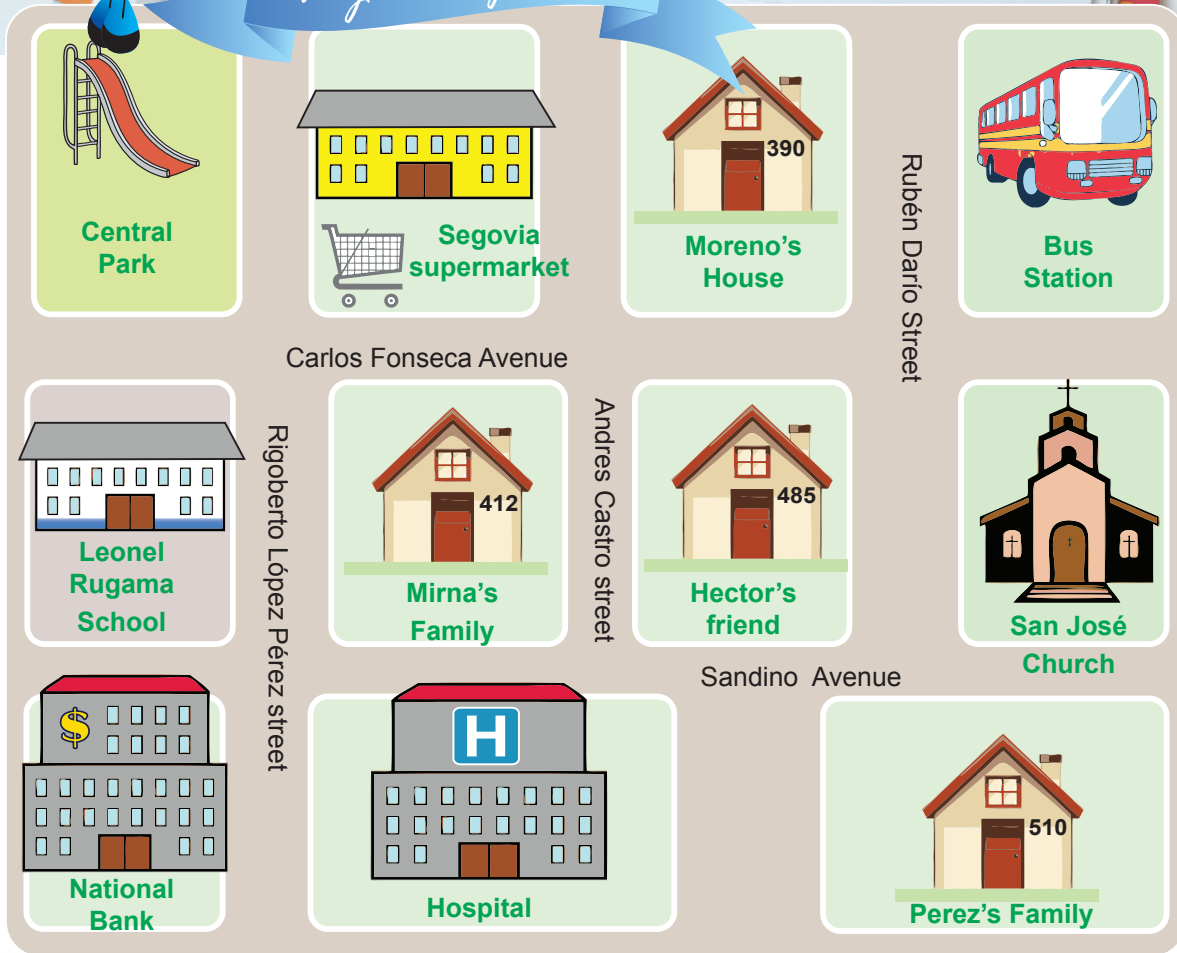 Central
Park
Segovia
supermarket
390
Moreno's
House
Rubén Darío Street
Bus
Station
Carlos Fonseca Avenue
Leonel
Rugama
School
Rigoberto López Pérez street
412
Mirna's
Family
Andres Castro street
485
Hector's
friend
San José
Church
Sandino Avenue
$
National
Bank
H
Hospital
510
Perez's Family